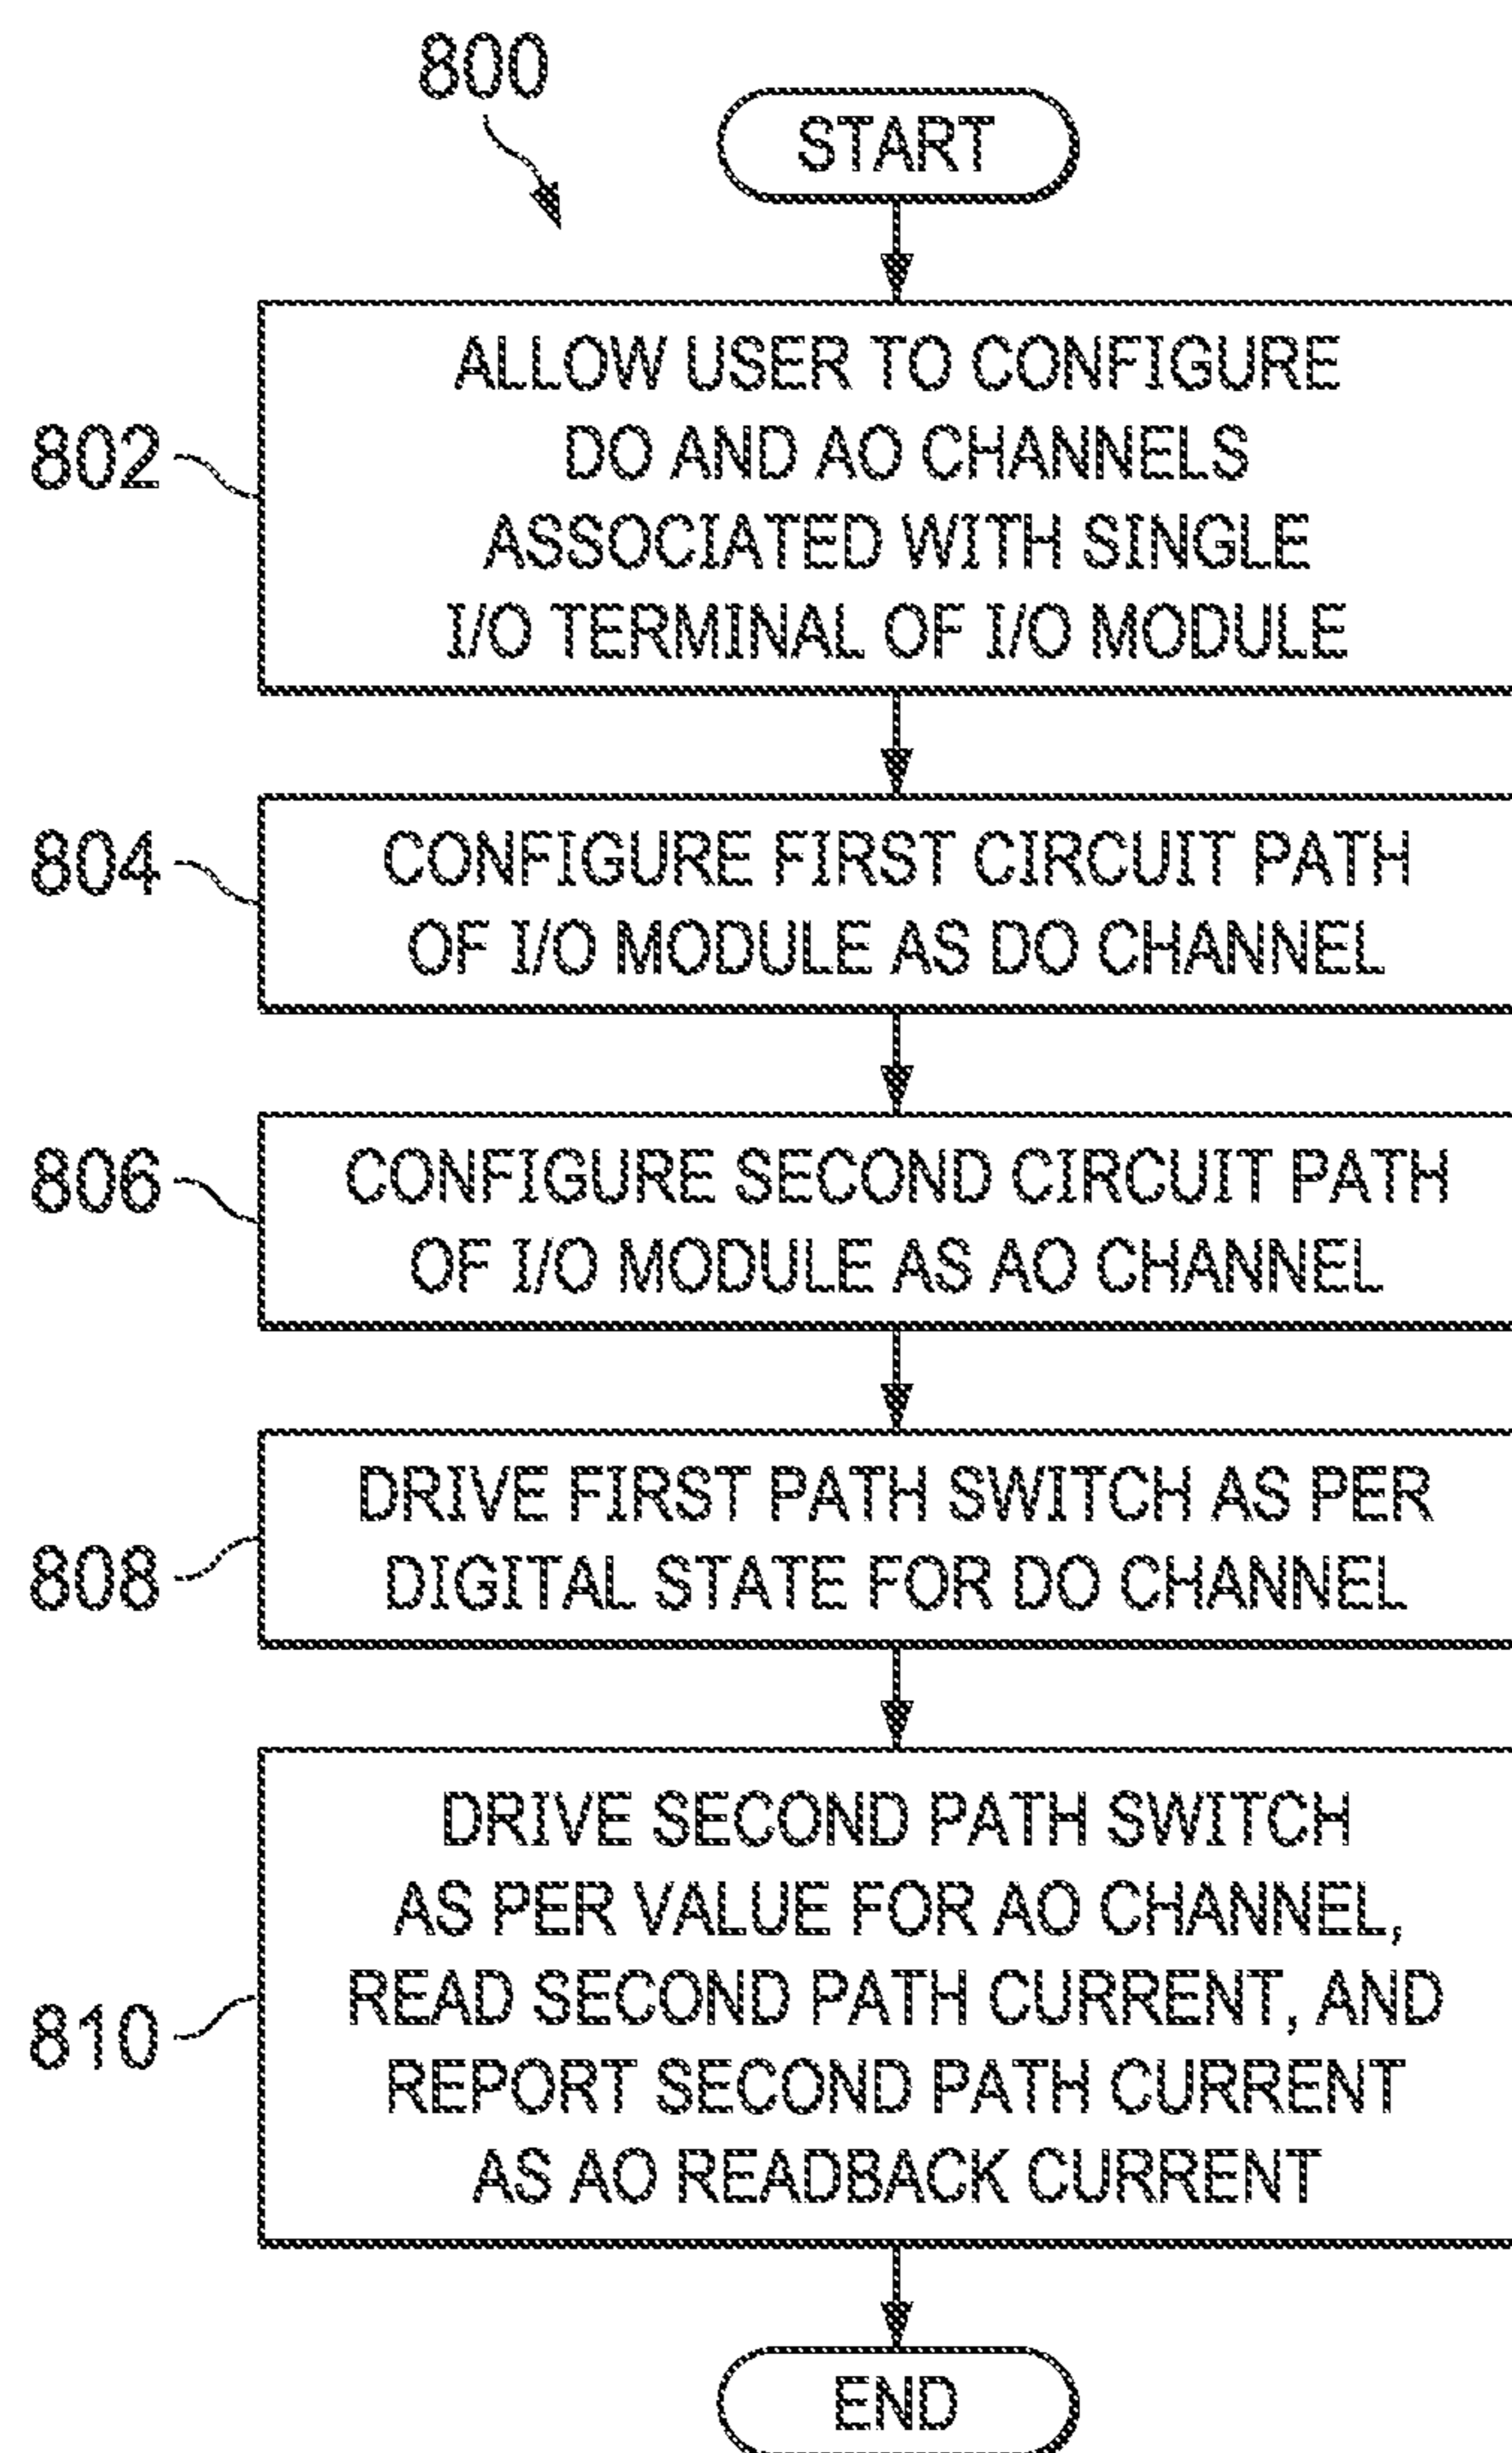 800
START
802
ALLOW USER TO CONFIGURE
DO AND AO CHANNELS
ASSOCIATED WITH SINGLE
I/O TERMINAL OF I/O MODULE
804
CONFIGURE FIRST CIRCUIT PATH
OF I/O MODULE AS DO CHANNEL
806
CONFIGURE SECOND CIRCUIT PATH
OF I/O MODULE AS AO CHANNEL
808
DRIVE FIRST PATH SWITCH AS PER
DIGITAL STATE FOR DO CHANNEL
810
DRIVE SECOND PATH SWITCH
AS PER VALUE FOR AO CHANNEL,
READ SECOND PATH CURRENT, AND
REPORT SECOND PATH CURRENT
AS AO READBACK CURRENT
END